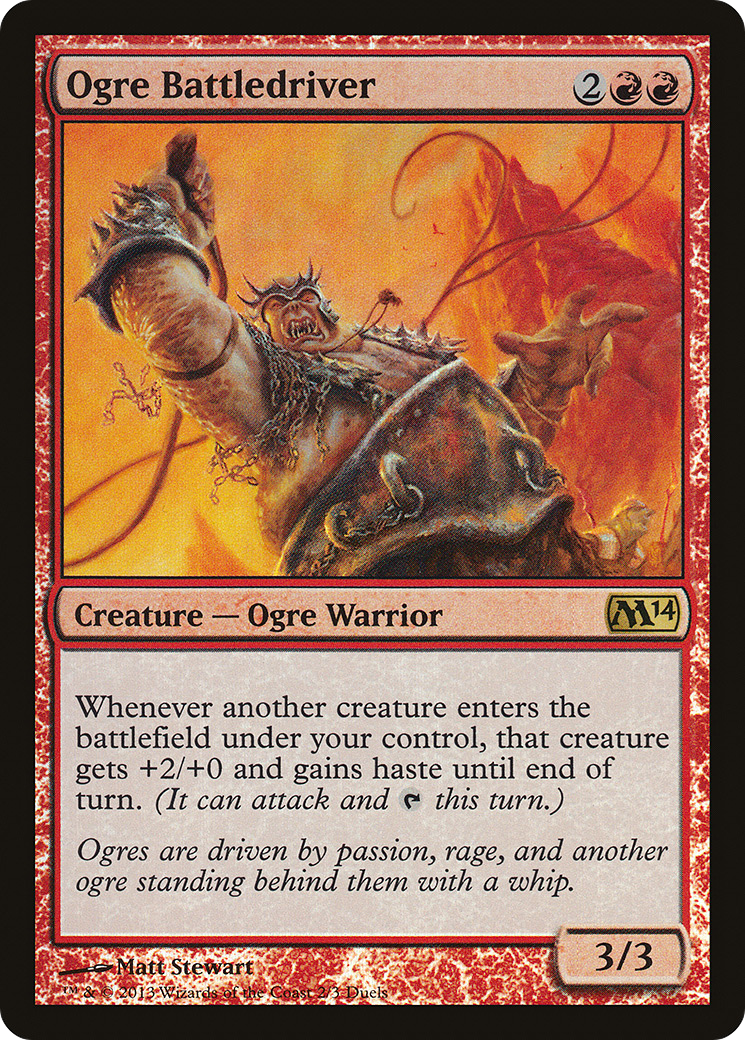 Ogre Battledriver 2
Creature — Ogre Warrior M14
Whenever another creature enters the
battlefield under your control, that creature
gets +2/+0 and gains haste until end of
turn. (It can attack and this turn.)
Ogres are driven by passion, rage, and another
ogre standing behind them with a whip.
3/3
Matt Stewart
™ & © 2013 Wizards of the Coast 2/3 Duels